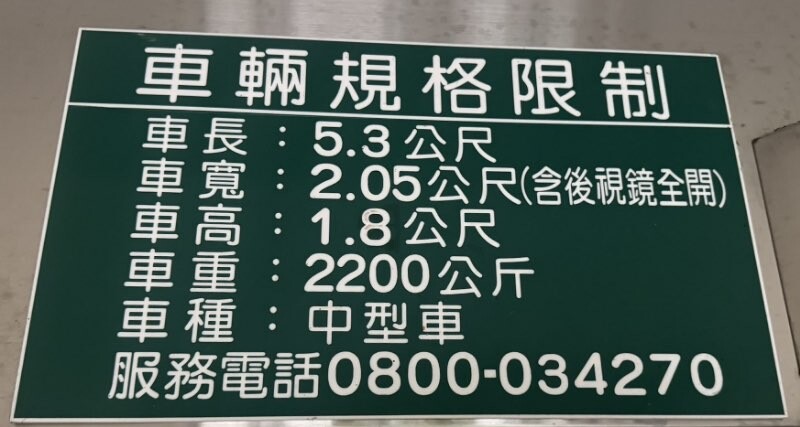 車輛規格限制
車長：5.3公尺
車寬：2.05公尺(含後視鏡全開)
車高：1.8公尺
車重：2200公斤
車種：中型車
服務電話0800-034270